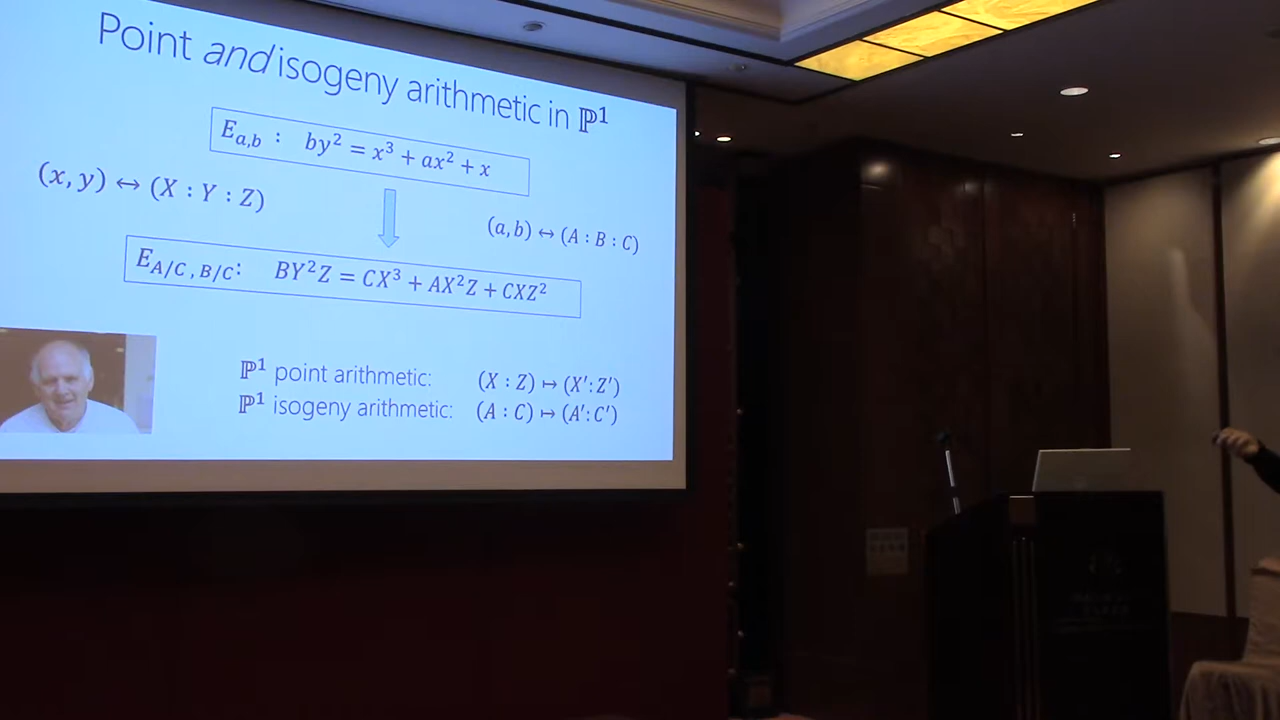 Point and isogeny arithmetic in ℙ¹
E_{a,b} : by² = x³ + ax² + x
(x, y) ↔ (X : Y : Z)
(a, b) ↔ (A : B : C)
E_{A/C , B/C}: BY²Z = CX³ + AX²Z + CXZ²
ℙ¹ point arithmetic: (X : Z) ↦ (X′: Z′)
ℙ¹ isogeny arithmetic: (A : C) ↦ (A′: C′)